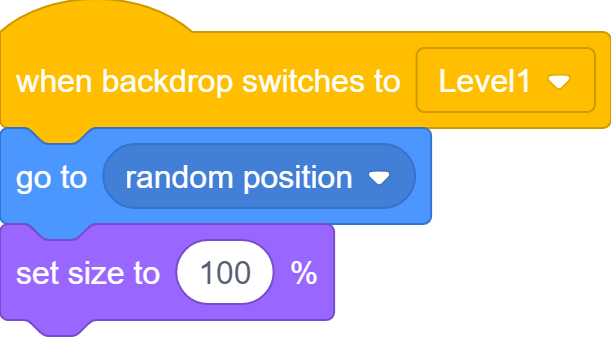 when backdrop switches to Level1
go to random position
set size to 100 %